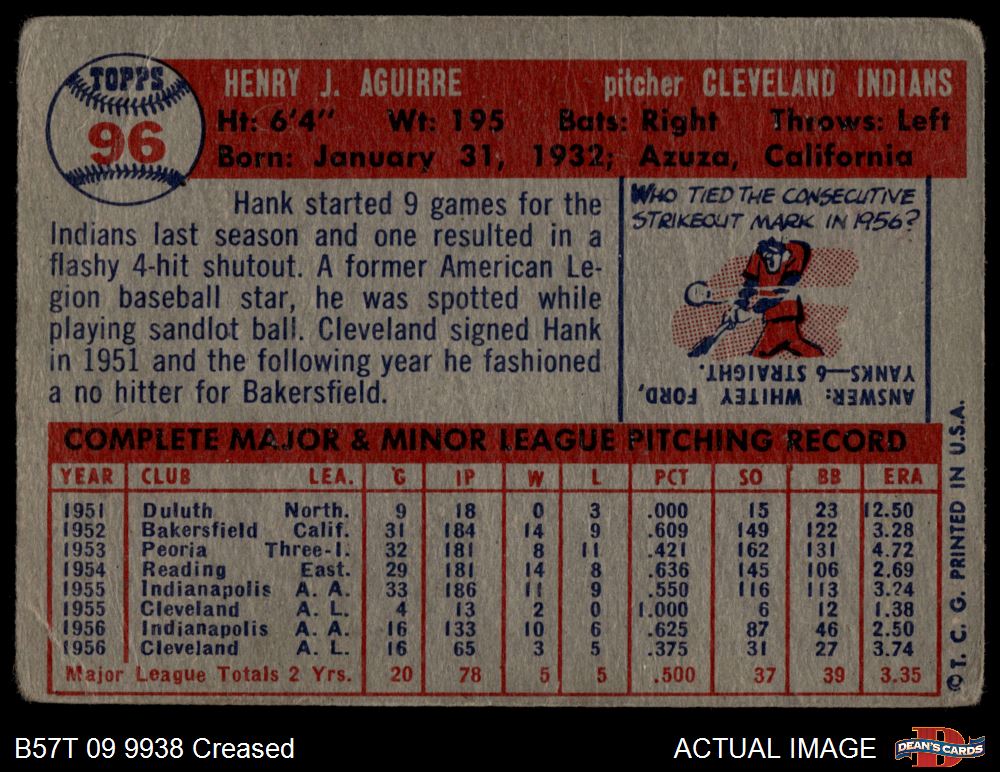 TOPPS
96
HENRY J. AGUIRRE pitcher CLEVELAND INDIANS
Ht: 6'4" Wt: 195 Bats: Right Throws: Left
Born: January 31, 1932; Azuza, California
Hank started 9 games for the
Indians last season and one resulted in a
flashy 4-hit shutout. A former American Le-
gion baseball star, he was spotted while
playing sandlot ball. Cleveland signed Hank
in 1951 and the following year he fashioned
a no hitter for Bakersfield.
WHO TIED THE CONSECUTIVE
STRIKEOUT MARK IN 1956?
ANSWER: WHITEY FORD,
YANKS—6 STRAIGHT.
COMPLETE MAJOR & MINOR LEAGUE PITCHING RECORD
YEAR CLUB LEA. G IP W L PCT SO BB ERA
1951 Duluth North. 9 18 0 3 .000 15 23 12.50
1952 Bakersfield Calif. 31 184 14 9 .609 149 122 3.28
1953 Peoria Three-I. 32 181 8 11 .421 162 131 4.72
1954 Reading East. 29 181 14 8 .636 145 106 2.69
1955 Indianapolis A. A. 33 186 11 9 .550 116 113 3.24
1955 Cleveland A. L. 4 13 2 0 1.000 6 12 1.38
1956 Indianapolis A. A. 16 133 10 6 .625 87 46 2.50
1956 Cleveland A. L. 16 65 3 5 .375 31 27 3.74
Major League Totals 2 Yrs. 20 78 5 5 .500 37 39 3.35
© T. C. G. PRINTED IN U.S.A.
B57T 09 9938 Creased
ACTUAL IMAGE
DEAN'S CARDS